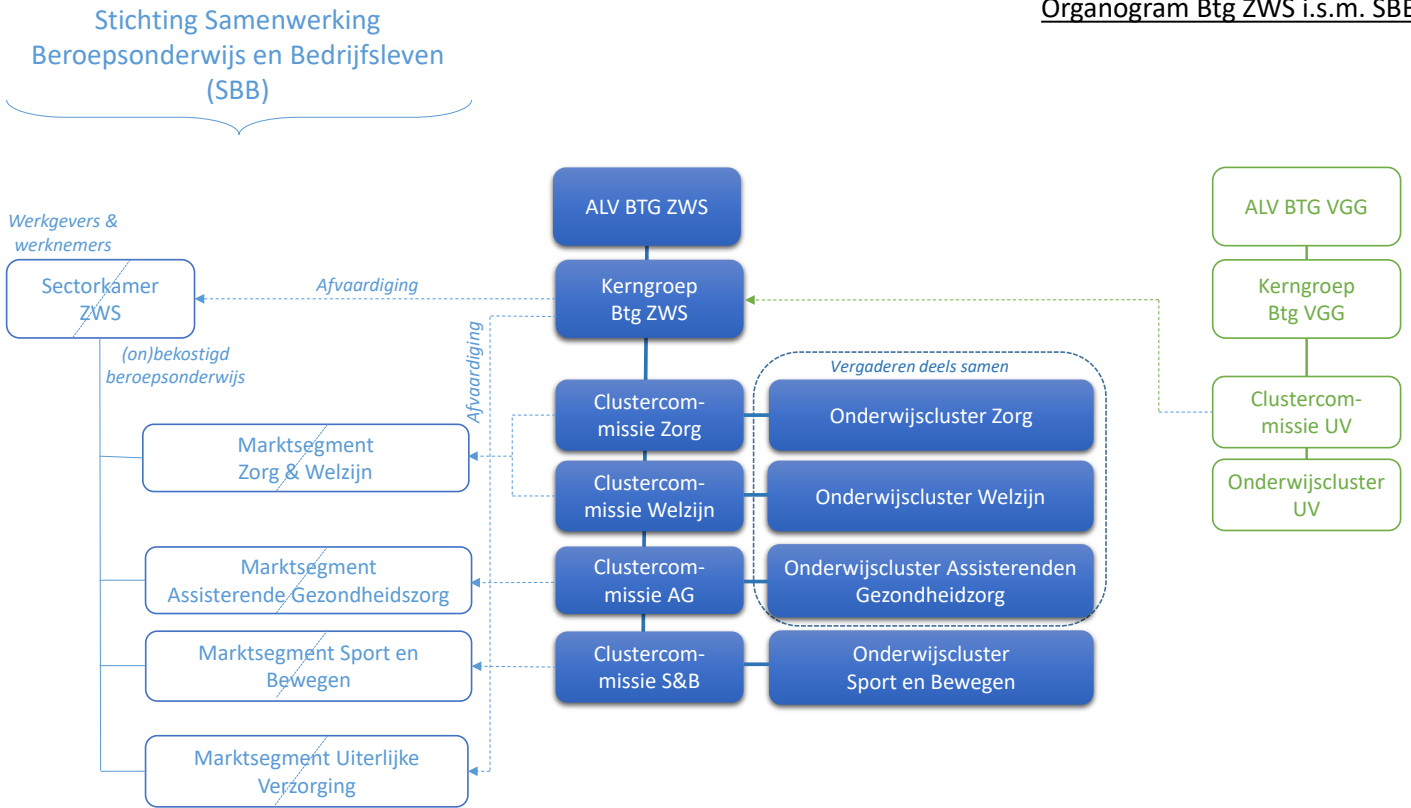 Organogram Btg ZWS i.s.m. SBB
Stichting Samenwerking
Beroepsonderwijs en Bedrijfsleven
(SBB)
Werkgevers &
werknemers
Sectorkamer
ZWS
(on)bekostigd
beroepsonderwijs
Marktsegment
Zorg & Welzijn
Marktsegment
Assisterende Gezondheidszorg
Marktsegment Sport en
Bewegen
Marktsegment Uiterlijke
Verzorging
Afvaardiging
Afvaardiging
ALV BTG ZWS
Kerngroep
Btg ZWS
Clustercom-
missie Zorg
Clustercom-
missie Welzijn
Clustercom-
missie AG
Clustercom-
missie S&B
Vergaderen deels samen
Onderwijscluster Zorg
Onderwijscluster Welzijn
Onderwijscluster Assisterenden
Gezondheidzorg
Onderwijscluster
Sport en Bewegen
ALV BTG VGG
Kerngroep
Btg VGG
Clustercom-
missie UV
Onderwijscluster
UV